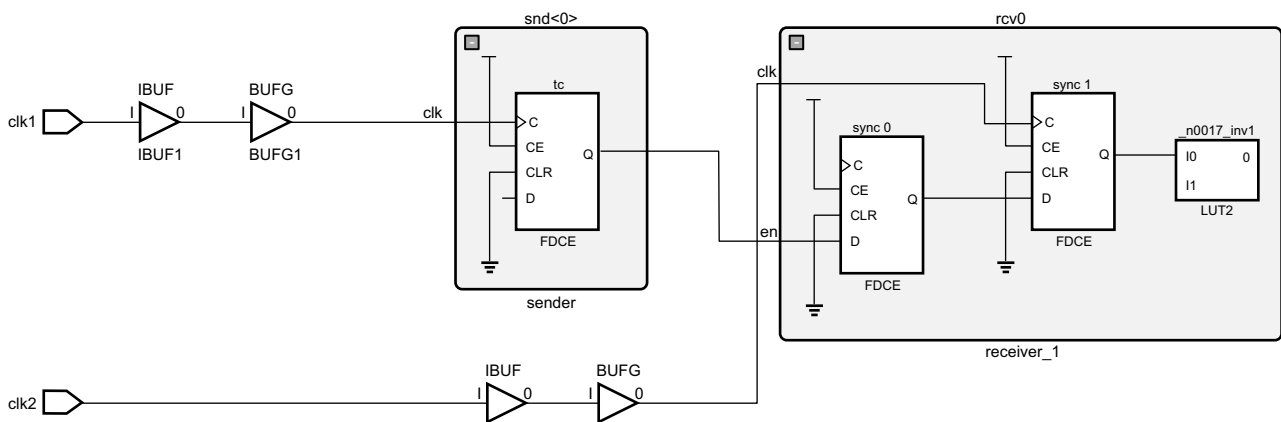 snd<0>
rcv0
-
-
IBUF
BUFG
clk
tc
sync 1
clk1
I
0
I
0
clk
C
CE
CLR
D
Q
sync 0
C
CE
CLR
D
Q
C
CE
CLR
D
Q
_n0017_inv1
I0
0
I1
LUT2
IBUF1
BUFG1
en
FDCE
FDCE
FDCE
sender
receiver_1
IBUF
BUFG
clk2
I
0
I
0